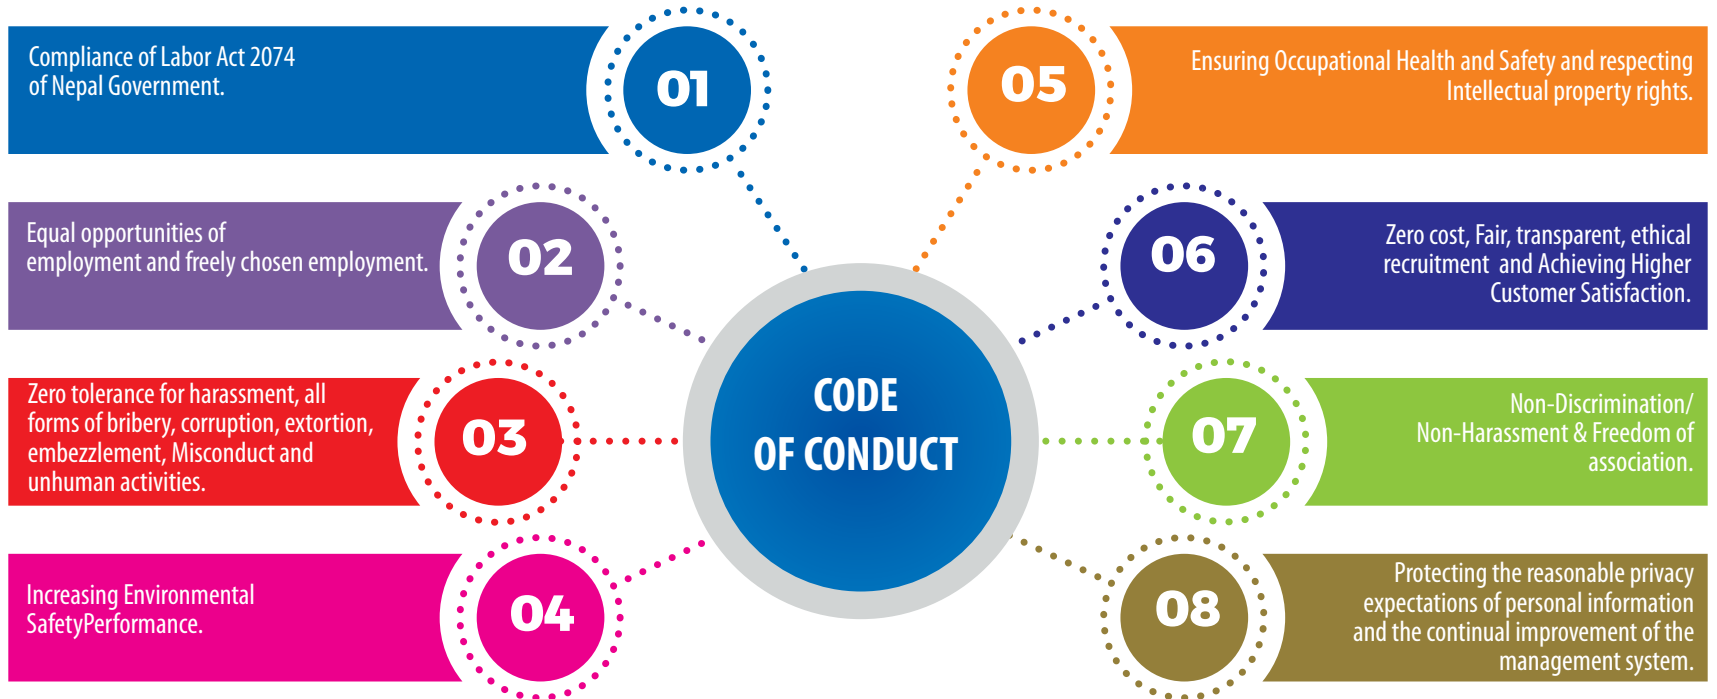 Compliance of Labor Act 2074
of Nepal Government.
01
Equal opportunities of
employment and freely chosen employment.
02
Zero tolerance for harassment, all
forms of bribery, corruption, extortion,
embezzlement, Misconduct and
unhuman activities.
03
Increasing Environmental
SafetyPerformance.
04
CODE
OF CONDUCT
05
Ensuring Occupational Health and Safety and respecting
Intellectual property rights.
06
Zero cost, Fair, transparent, ethical
recruitment and Achieving Higher
Customer Satisfaction.
07
Non-Discrimination/
Non-Harassment & Freedom of
association.
08
Protecting the reasonable privacy
expectations of personal information
and the continual improvement of the
management system.